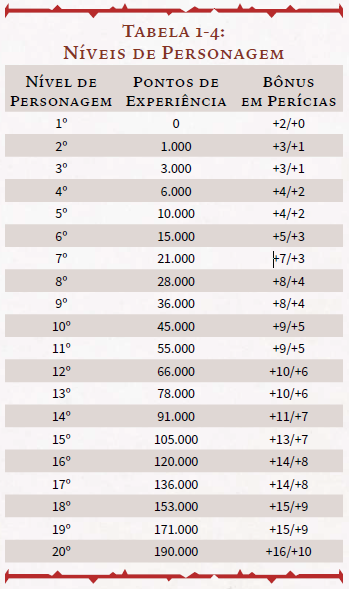 Tabela 1-4:
Níveis de Personagem
Nível de Personagem Pontos de Experiência Bônus em Perícias
1º 0 +2/+0
2º 1.000 +3/+1
3º 3.000 +3/+1
4º 6.000 +4/+2
5º 10.000 +4/+2
6º 15.000 +5/+3
7º 21.000 +7/+3
8º 28.000 +8/+4
9º 36.000 +8/+4
10º 45.000 +9/+5
11º 55.000 +9/+5
12º 66.000 +10/+6
13º 78.000 +10/+6
14º 91.000 +11/+7
15º 105.000 +13/+7
16º 120.000 +14/+8
17º 136.000 +14/+8
18º 153.000 +15/+9
19º 171.000 +15/+9
20º 190.000 +16/+10